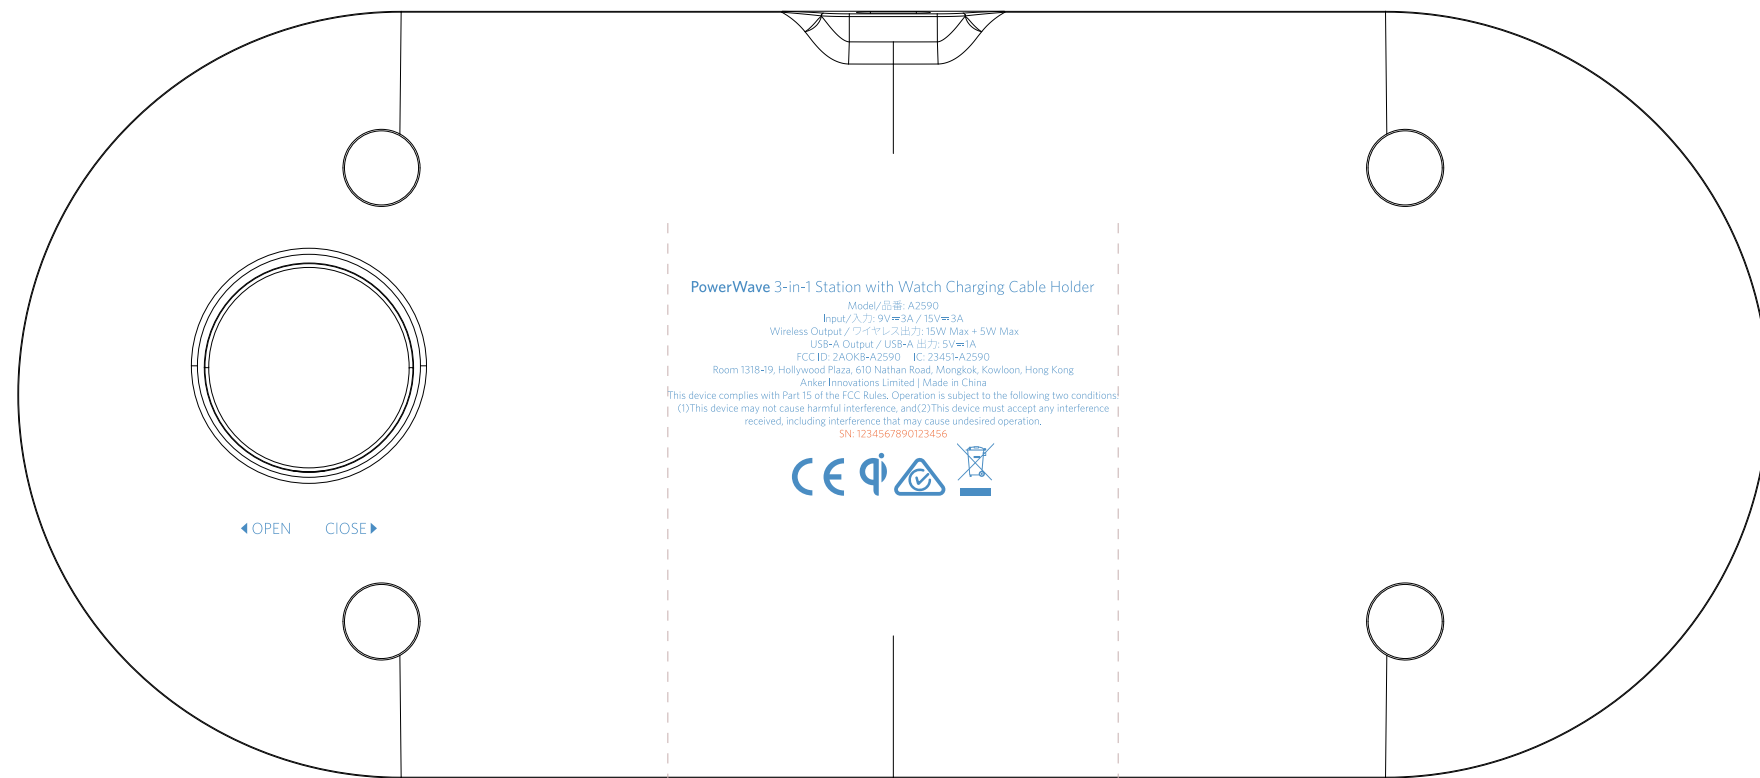 PowerWave 3-in-1 Station with Watch Charging Cable Holder
Model/品番: A2590
Input/入力: 9V⎓3A / 15V⎓3A
Wireless Output / ワイヤレス出力: 15W Max + 5W Max
USB-A Output / USB-A 出力: 5V⎓1A
FCC ID: 2AOKB-A2590 IC: 23451-A2590
Room 1318-19, Hollywood Plaza, 610 Nathan Road, Mongkok, Kowloon, Hong Kong
Anker Innovations Limited | Made in China
This device complies with Part 15 of the FCC Rules. Operation is subject to the following two conditions:
(1)This device may not cause harmful interference, and(2)This device must accept any interference
received, including interference that may cause undesired operation.
SN: 1234567890123456
CE qi
OPEN CIOSE